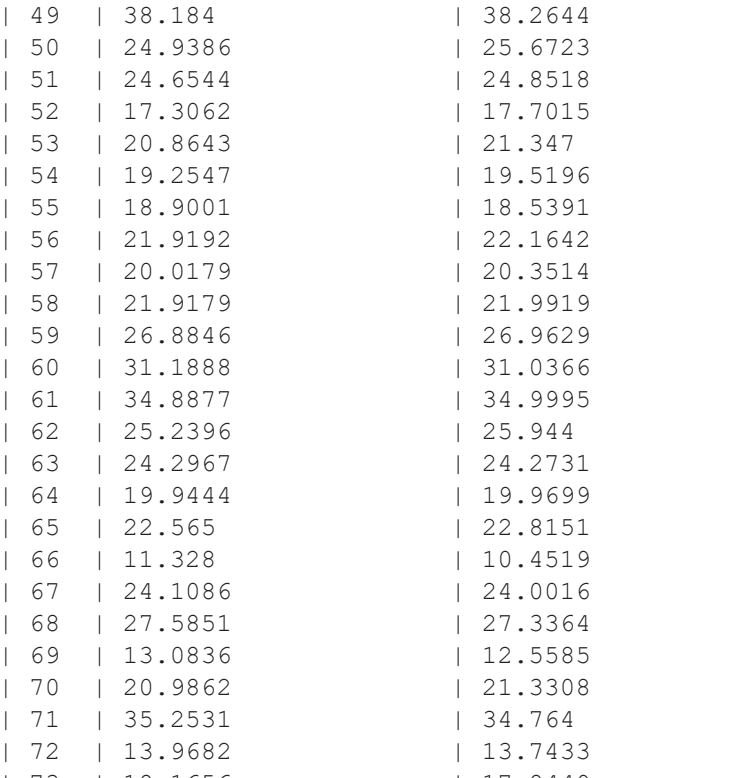 | 49 | 38.184 | 38.2644
| 50 | 24.9386 | 25.6723
| 51 | 24.6544 | 24.8518
| 52 | 17.3062 | 17.7015
| 53 | 20.8643 | 21.347
| 54 | 19.2547 | 19.5196
| 55 | 18.9001 | 18.5391
| 56 | 21.9192 | 22.1642
| 57 | 20.0179 | 20.3514
| 58 | 21.9179 | 21.9919
| 59 | 26.8846 | 26.9629
| 60 | 31.1888 | 31.0366
| 61 | 34.8877 | 34.9995
| 62 | 25.2396 | 25.944
| 63 | 24.2967 | 24.2731
| 64 | 19.9444 | 19.9699
| 65 | 22.565 | 22.8151
| 66 | 11.328 | 10.4519
| 67 | 24.1086 | 24.0016
| 68 | 27.5851 | 27.3364
| 69 | 13.0836 | 12.5585
| 70 | 20.9862 | 21.3308
| 71 | 35.2531 | 34.764
| 72 | 13.9682 | 13.7433